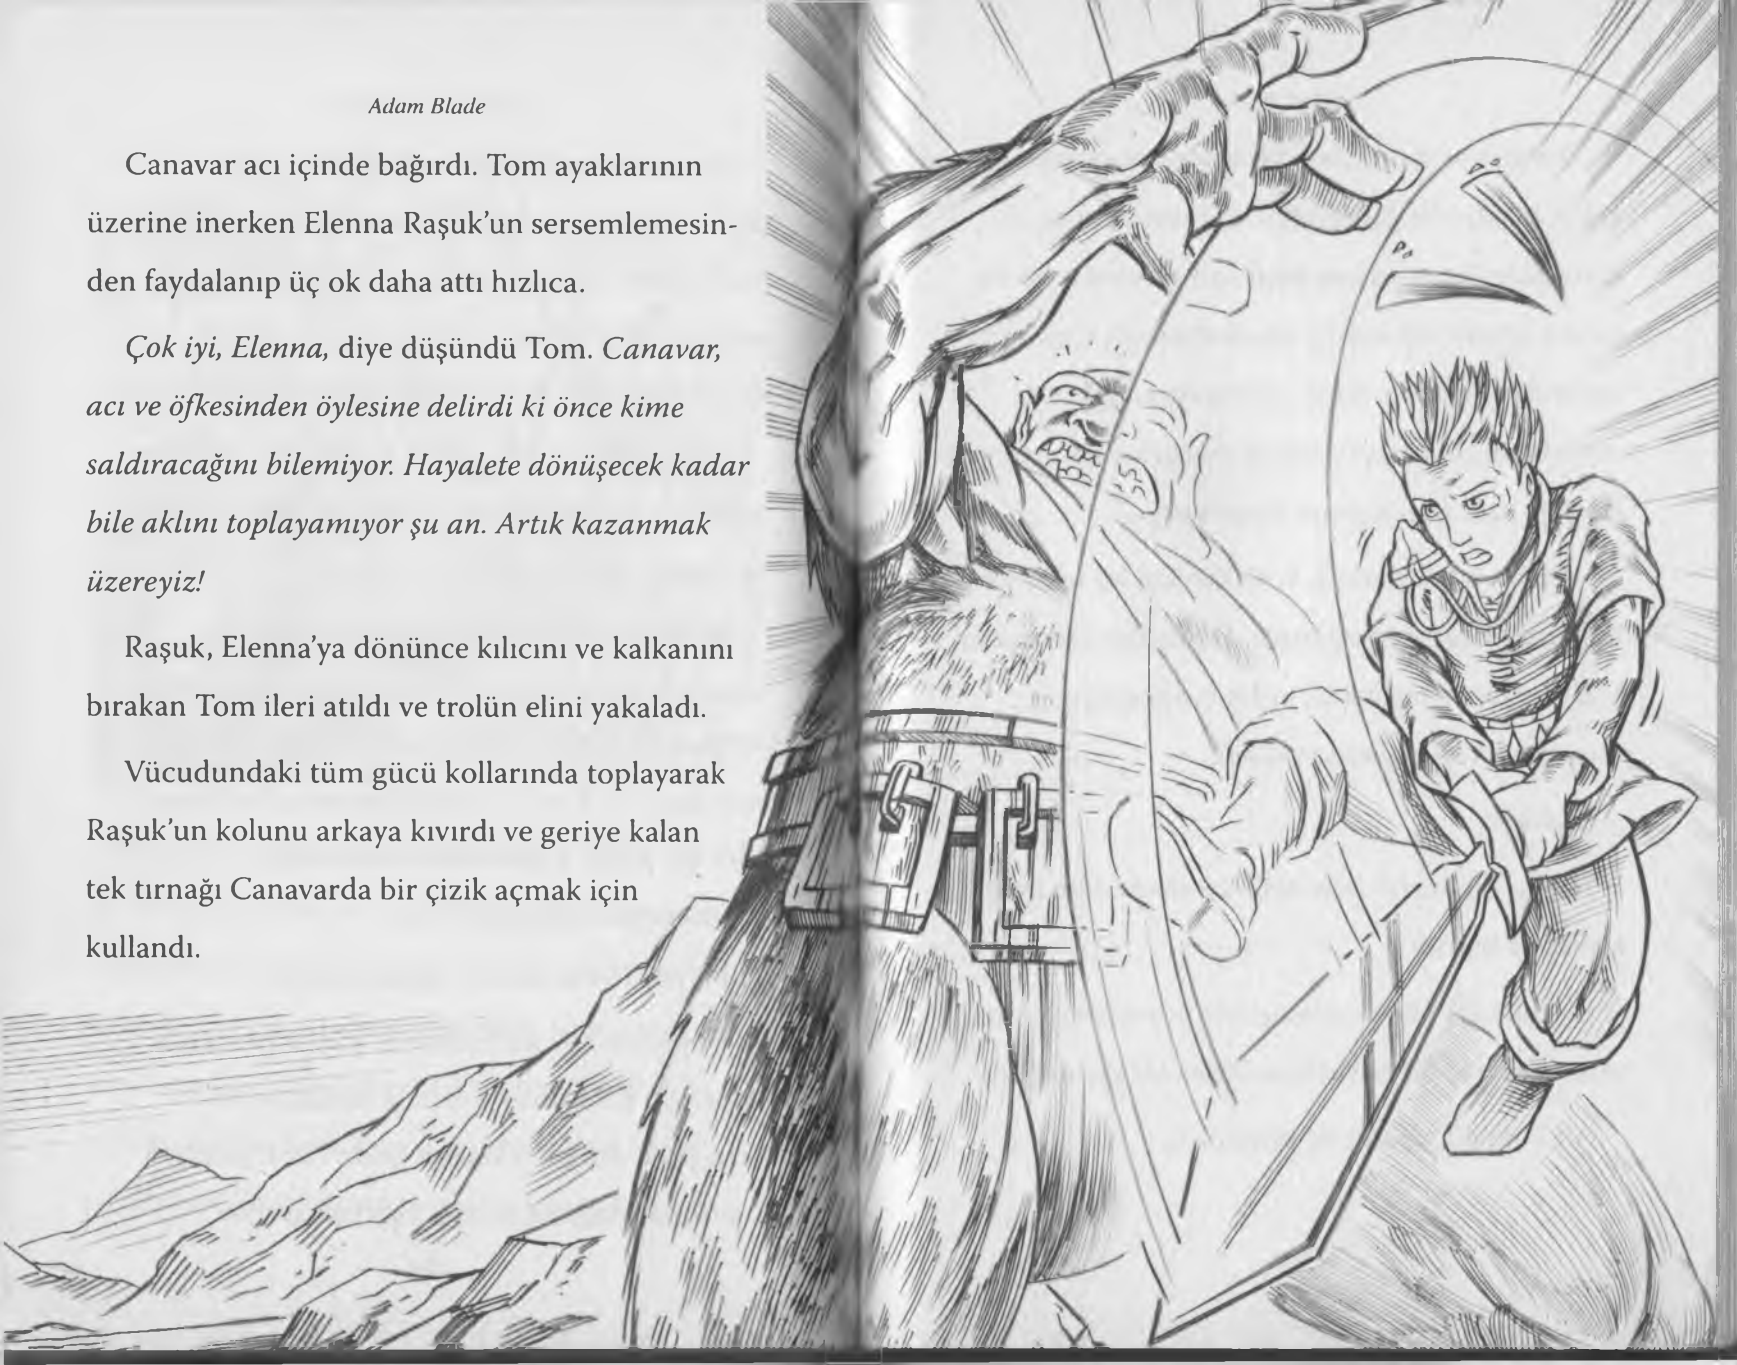 Adam Blade
Canavar acı içinde bağırdı. Tom ayaklarının
üzerine inerken Elenna Raşuk’un sersemlemesin-
den faydalanıp üç ok daha attı hızlıca.
Çok iyi, Elenna, diye düşündü Tom. Canavar,
acı ve öfkesinden öylesine delirdi ki önce kime
saldıracağını bilemiyor. Hayalete dönüşecek kadar
bile aklını toplayamıyor şu an. Artık kazanmak
üzereyiz!
Raşuk, Elenna’ya dönünce kılıcını ve kalkanını
bırakan Tom ileri atıldı ve trolün elini yakaladı.
Vücudundaki tüm gücü kollarında toplayarak
Raşuk’un kolunu arkaya kıvırdı ve geriye kalan
tek tırnağı Canavarda bir çizik açmak için
kullandı.